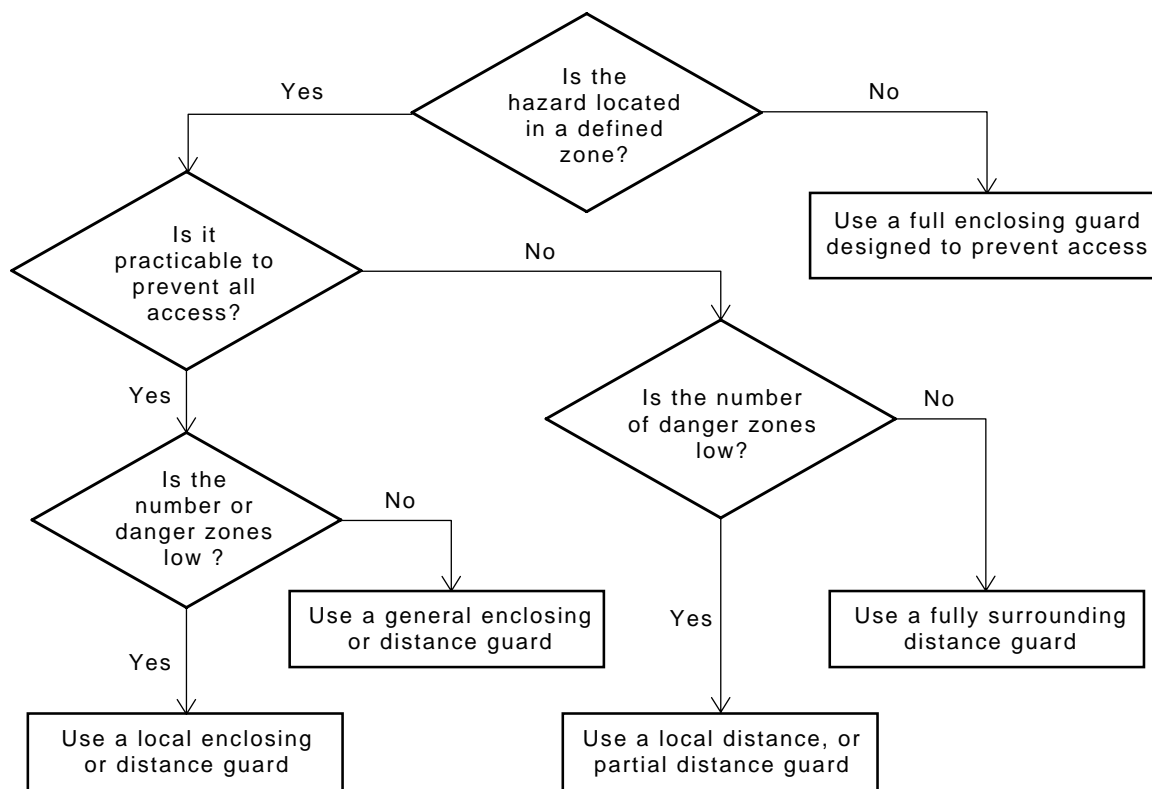 Is the
hazard located
in a defined
zone?
Yes
No
Use a full enclosing guard
designed to prevent access
Is it
practicable to
prevent all
access?
No
Yes
Is the number
of danger zones
low?
No
Is the
number or
danger zones
low ?
No
Use a general enclosing
or distance guard
Yes
Use a fully surrounding
distance guard
Yes
Use a local enclosing
or distance guard
Use a local distance, or
partial distance guard